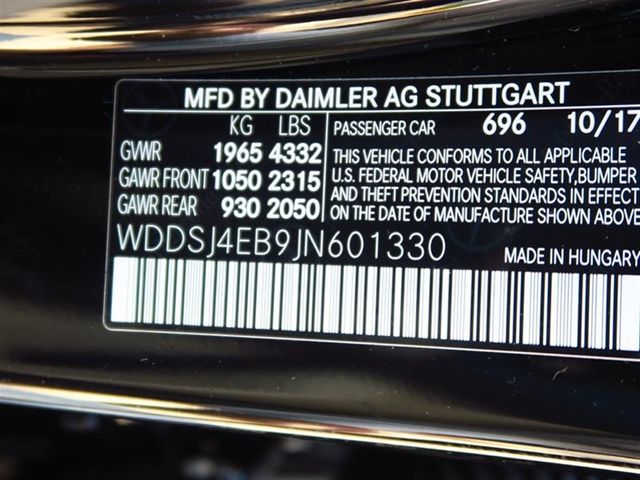 MFD BY DAIMLER AG STUTTGART
KG LBS
GVWR 1965 4332
GAWR FRONT 1050 2315
GAWR REAR 930 2050
PASSENGER CAR 696 10/17
THIS VEHICLE CONFORMS TO ALL APPLICABLE
U.S. FEDERAL MOTOR VEHICLE SAFETY,BUMPER
AND THEFT PREVENTION STANDARDS IN EFFECT
ON THE DATE OF MANUFACTURE SHOWN ABOVE
WDDSJ4EB9JN601330
MADE IN HUNGARY